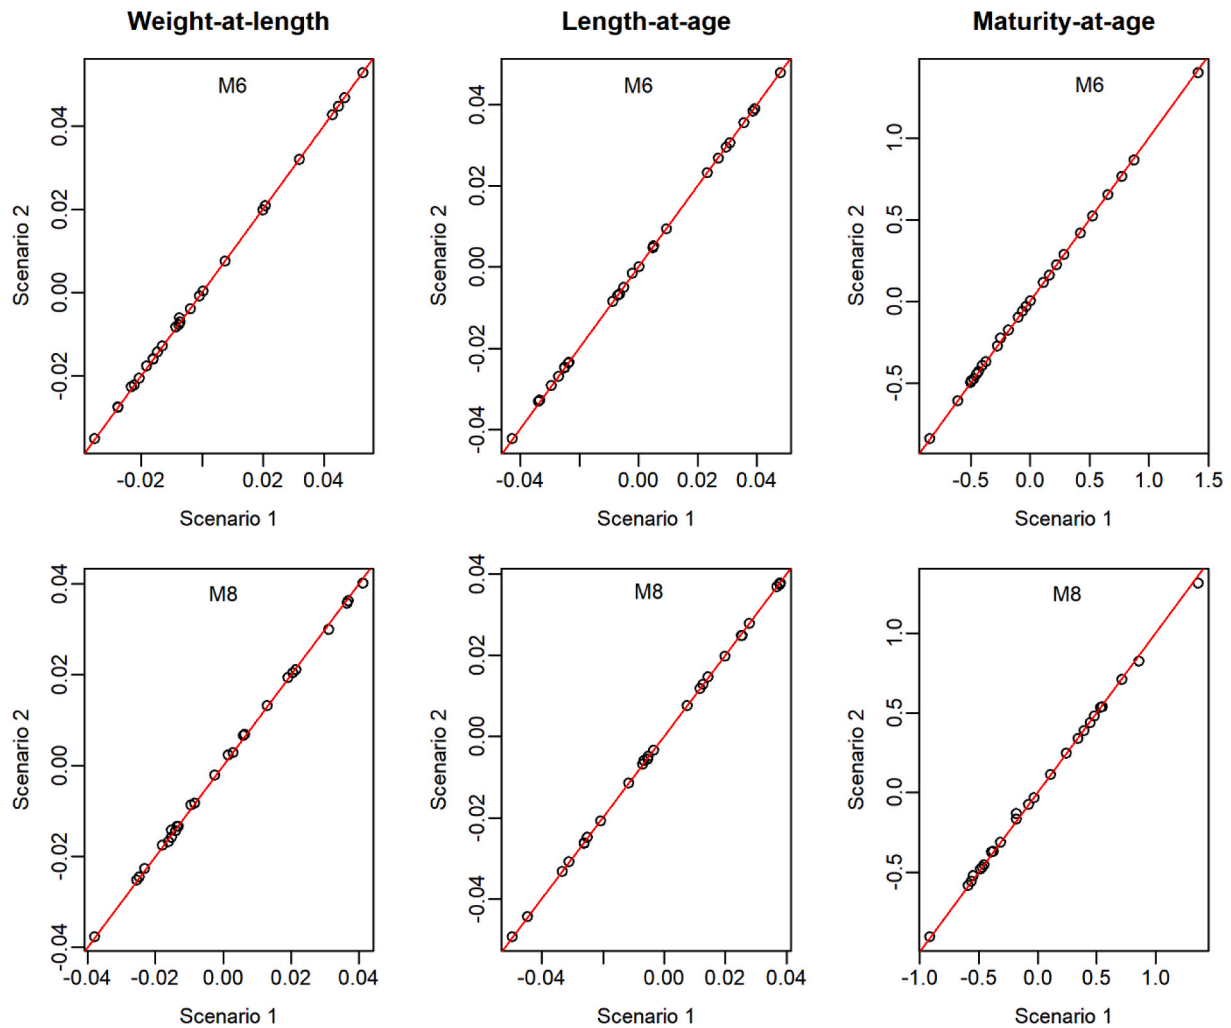 Weight-at-length Length-at-age Maturity-at-age
M6 M6 M6
Scenario 2 Scenario 2 Scenario 2
0.04 0.04 1.0
0.02 0.02 0.5
0.00 0.00 0.0
-0.02 -0.02 -0.5
-0.04
-0.02 0.02 0.04 -0.04 0.00 0.02 0.04 -0.5 0.0 0.5 1.0 1.5
Scenario 1 Scenario 1 Scenario 1
M8 M8 M8
Scenario 2 Scenario 2 Scenario 2
0.04 0.04 1.0
0.02 0.02 0.5
0.00 0.00 0.0
-0.02 -0.02 -0.5
-0.04 -0.04
-0.04 -0.02 0.00 0.02 0.04 -0.04 0.00 0.02 0.04 -1.0 -0.5 0.0 0.5 1.0
Scenario 1 Scenario 1 Scenario 1